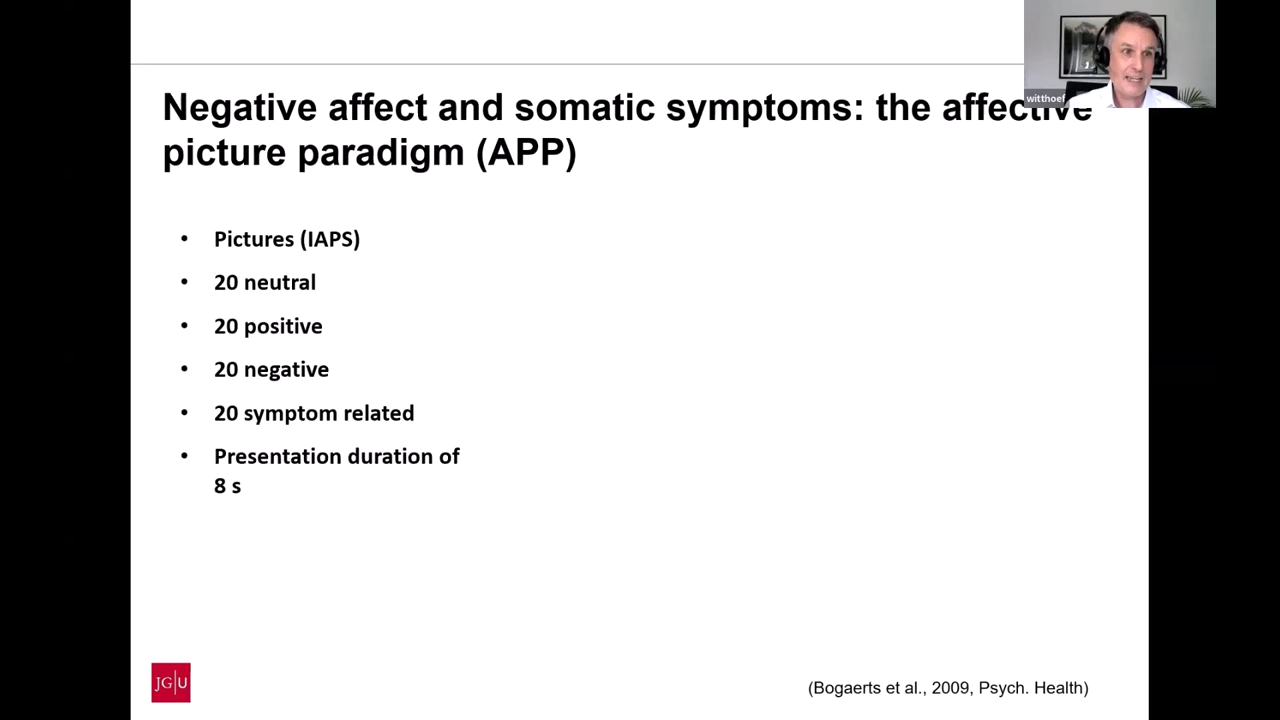 Negative affect and somatic symptoms: the affective
picture paradigm (APP)
witthoef
• Pictures (IAPS)
• 20 neutral
• 20 positive
• 20 negative
• 20 symptom related
• Presentation duration of
8 s
JG|U
(Bogaerts et al., 2009, Psych. Health)